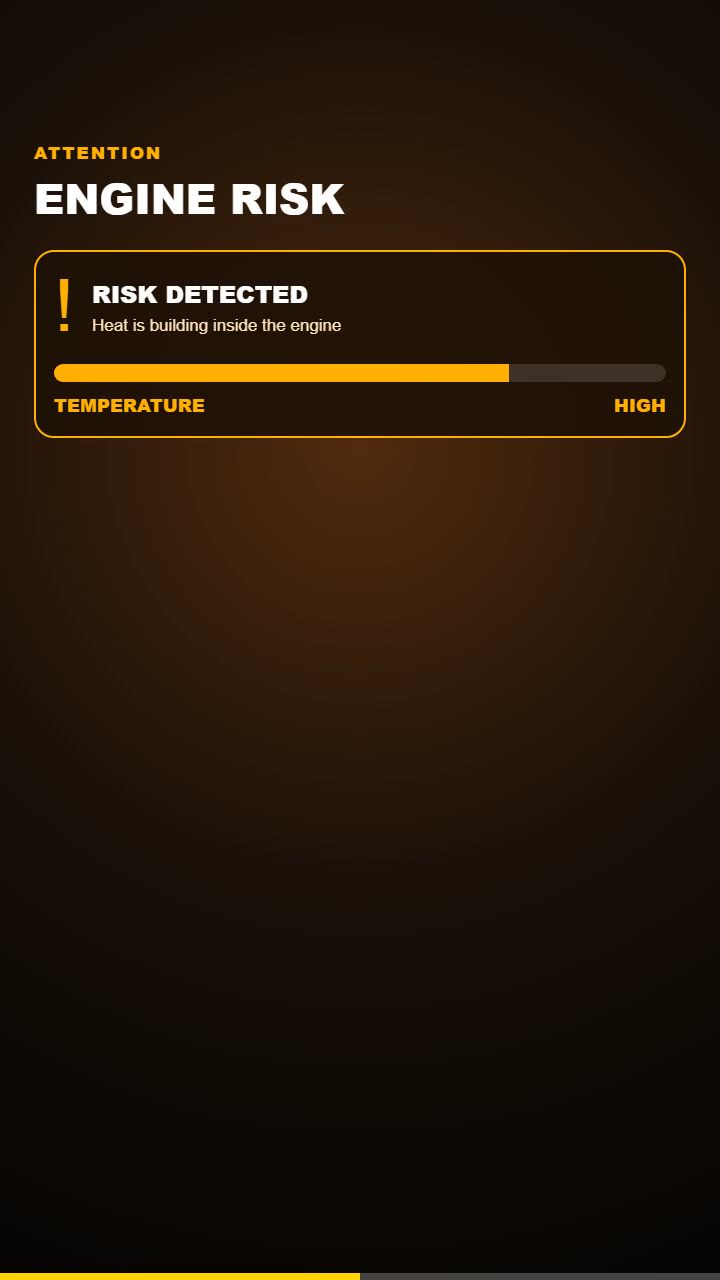 ATTENTION
ENGINE RISK
!
RISK DETECTED
Heat is building inside the engine
TEMPERATURE HIGH